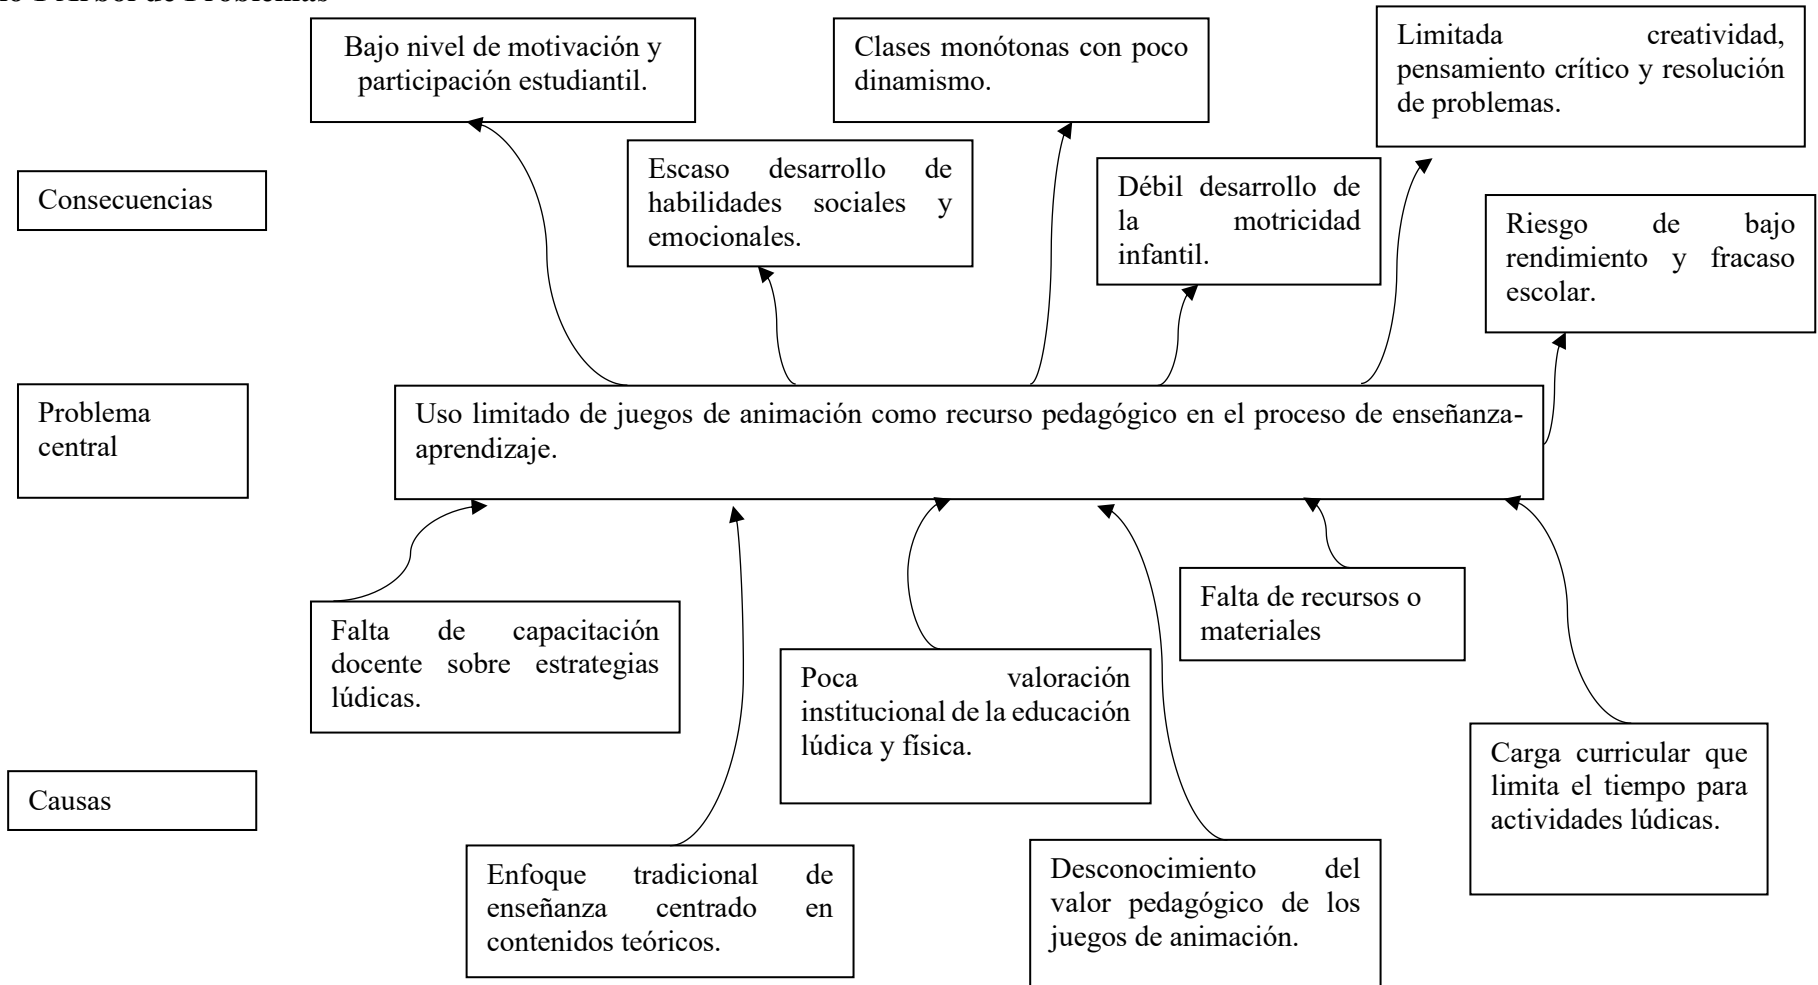 Bajo nivel de motivación y
participación estudiantil.
Clases monótonas con poco
dinamismo.
Limitada creatividad,
pensamiento crítico y resolución
de problemas.
Escaso desarrollo de
habilidades sociales y
emocionales.
Débil desarrollo de
la motricidad
infantil.
Consecuencias
Riesgo de bajo
rendimiento y fracaso
escolar.
Problema
central
Uso limitado de juegos de animación como recurso pedagógico en el proceso de enseñanza-
aprendizaje.
Falta de capacitación
docente sobre estrategias
lúdicas.
Poca valoración
institucional de la educación
lúdica y física.
Falta de recursos o
materiales
Carga curricular que
limita el tiempo para
actividades lúdicas.
Causas
Enfoque tradicional de
enseñanza centrado en
contenidos teóricos.
Desconocimiento del
valor pedagógico de los
juegos de animación.